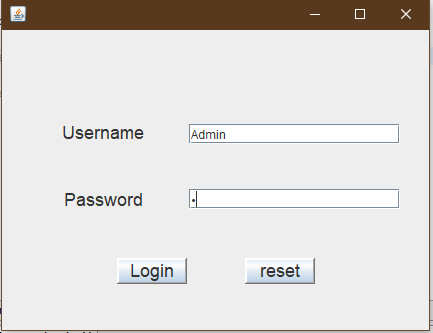 Username Admin
Password •
Login reset